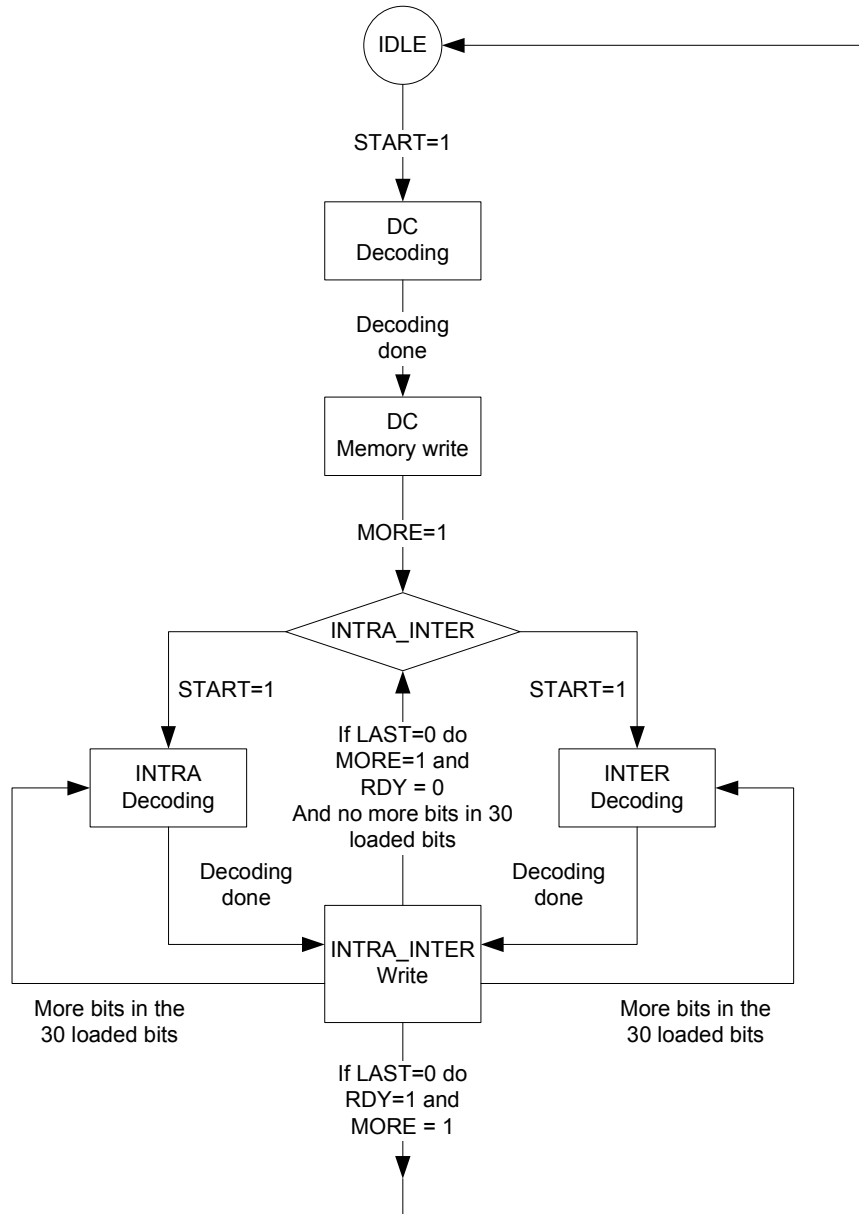 IDLE
START=1
DC
Decoding
Decoding
done
DC
Memory write
MORE=1
INTRA_INTER
START=1
START=1
If LAST=0 do
MORE=1 and
RDY = 0
And no more bits in 30
loaded bits
INTRA
Decoding
INTER
Decoding
Decoding
done
Decoding
done
INTRA_INTER
Write
More bits in the
30 loaded bits
More bits in the
30 loaded bits
If LAST=0 do
RDY=1 and
MORE = 1